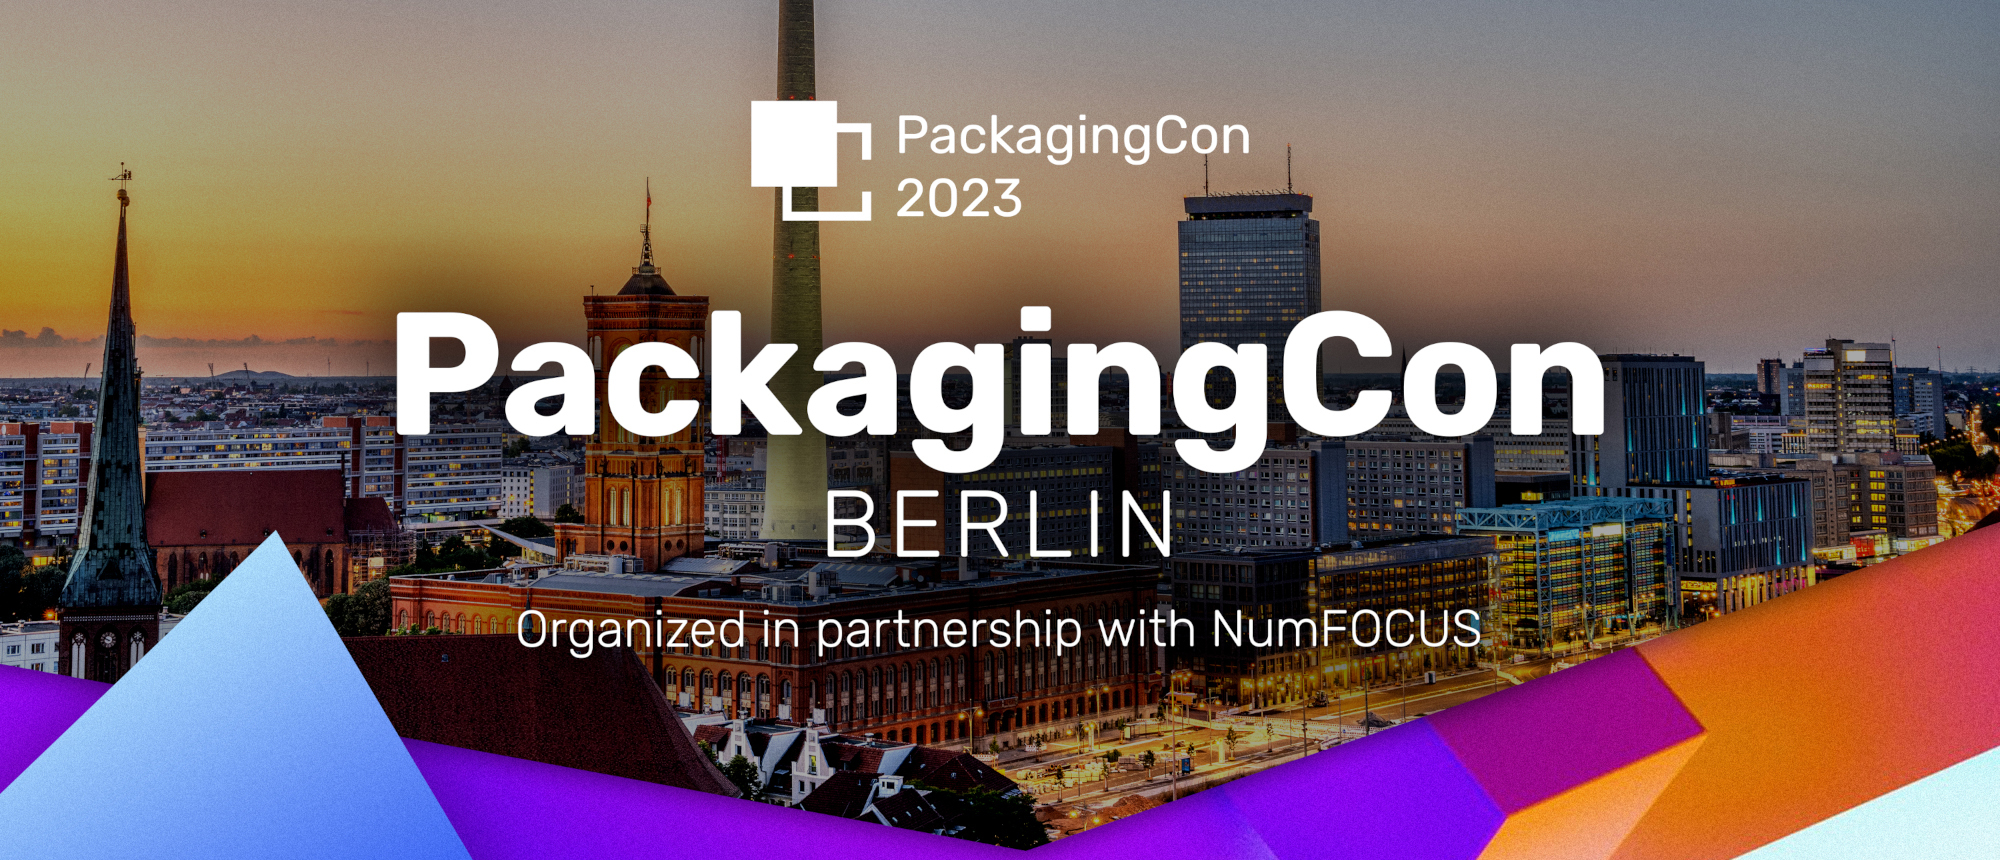 PackagingCon
2023
PackagingCon
BERLIN
Organized in partnership with NumFOCUS